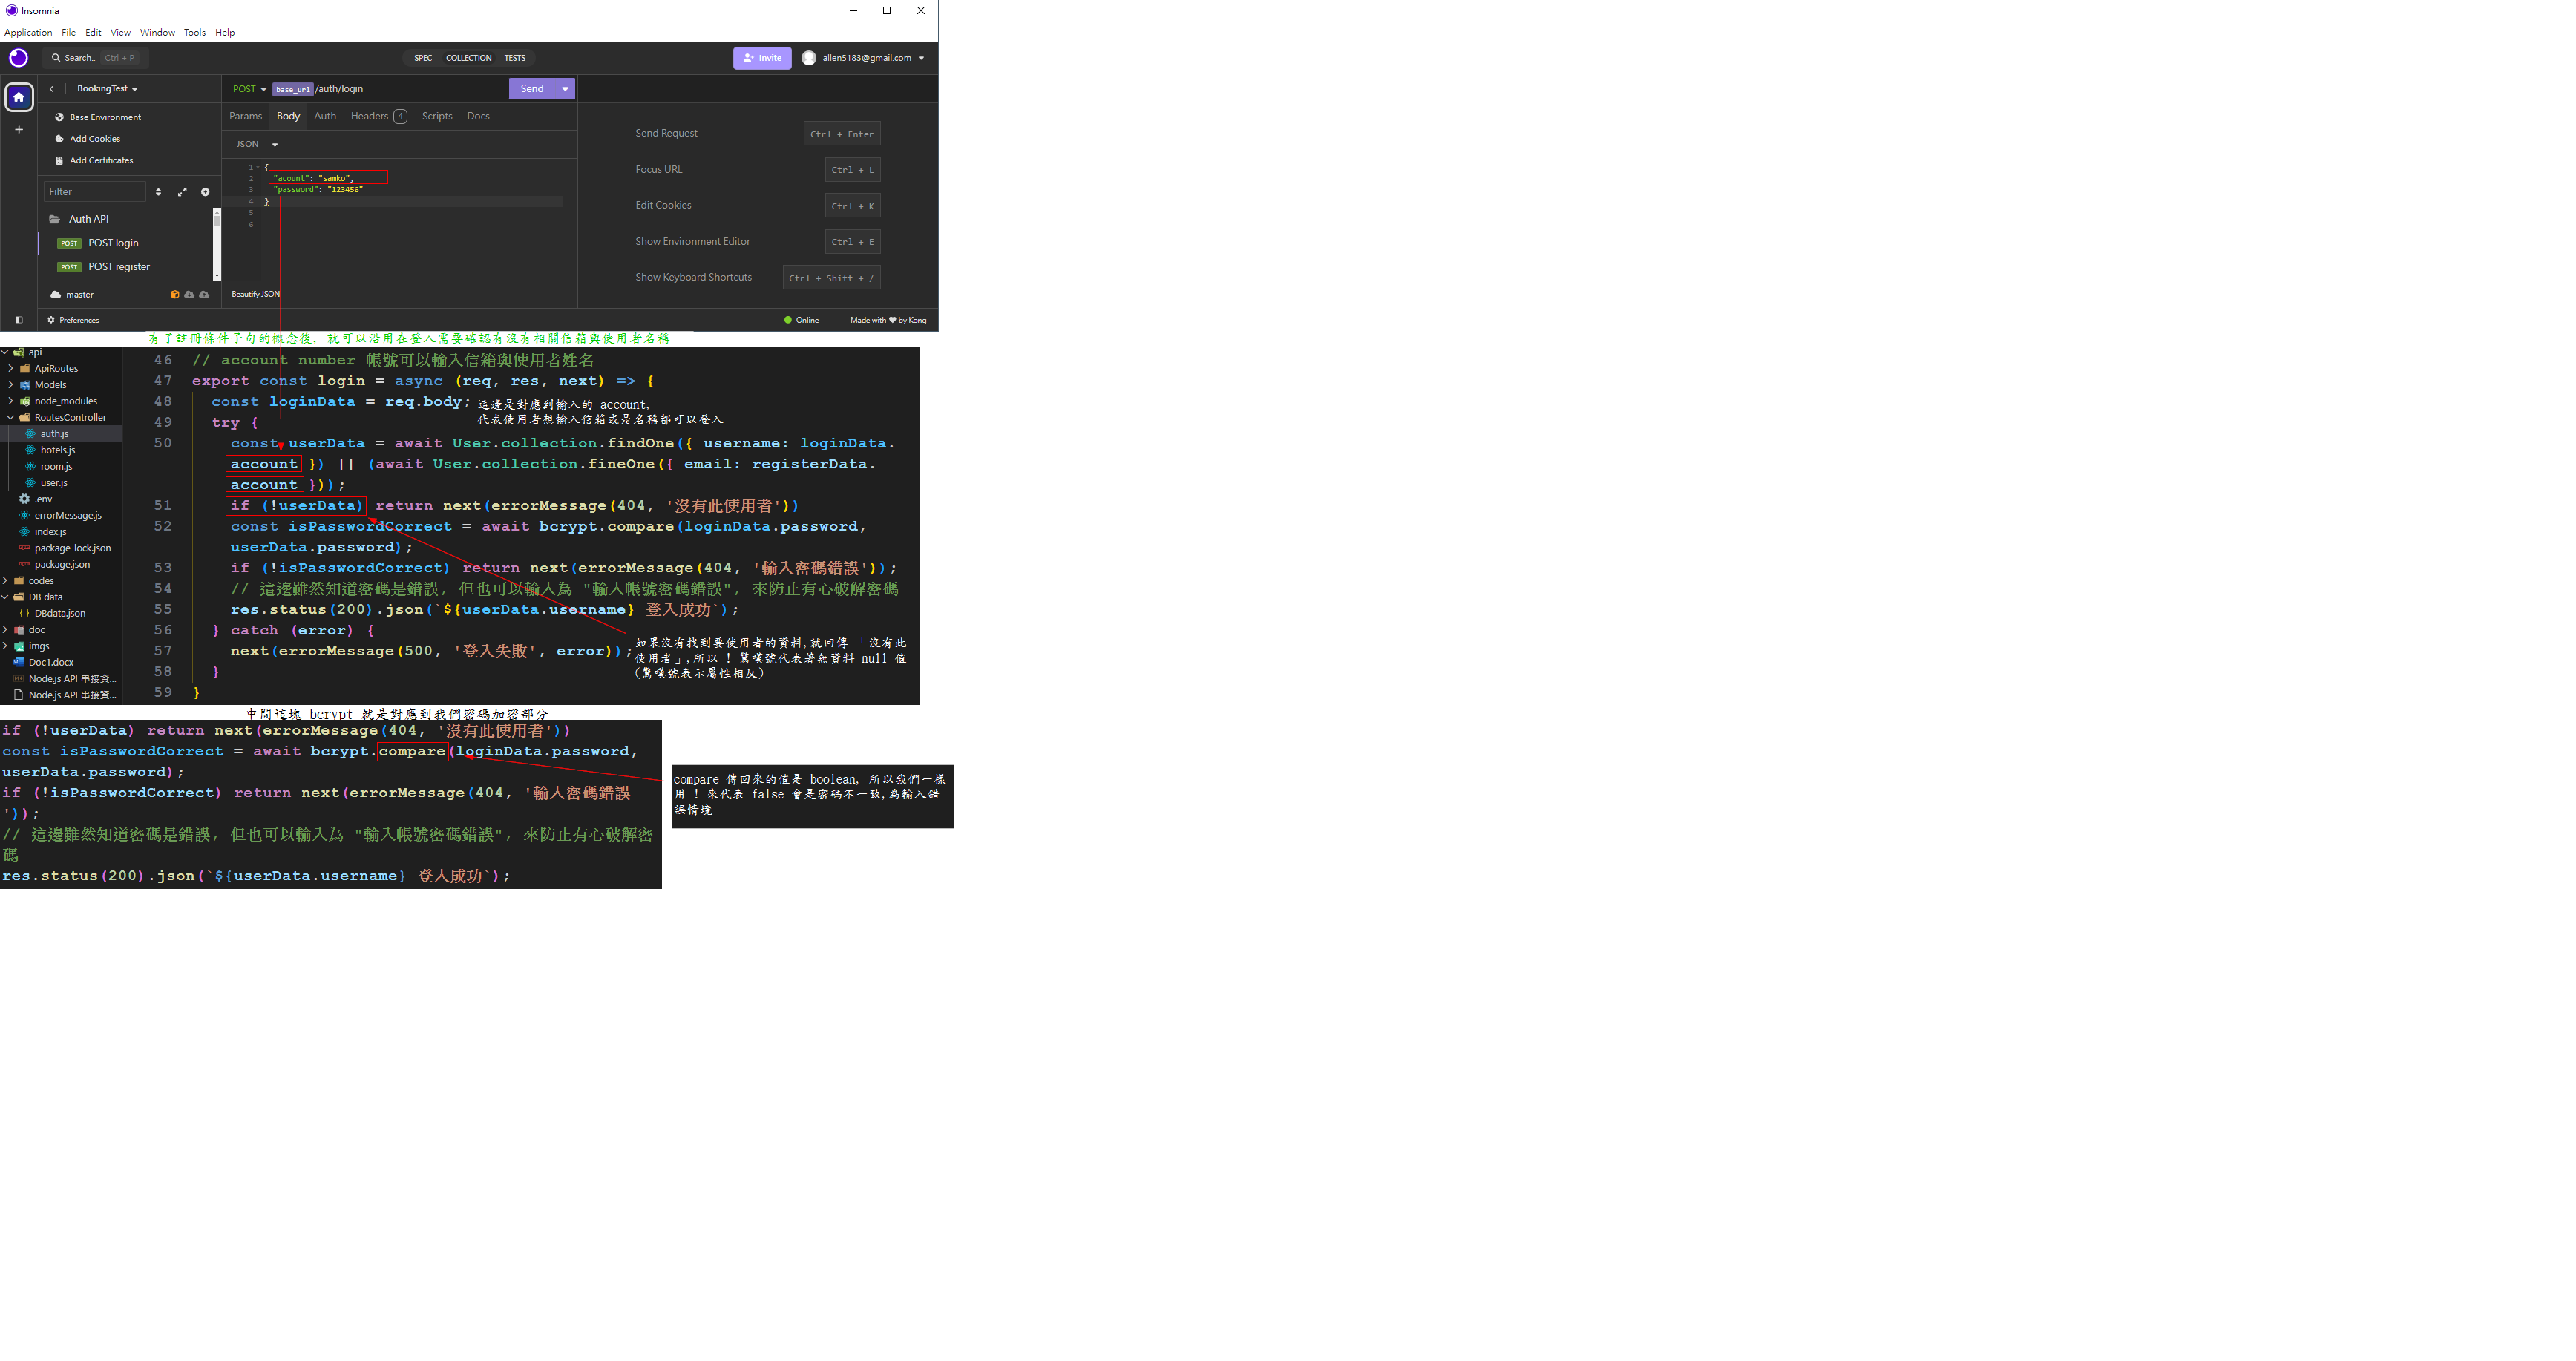 Insomnia
Application File Edit View Window Tools Help
Search.. Ctrl + P
SPEC COLLECTION TESTS
Invite
allen5183@gmail.com
BookingTest
POST base_url /auth/login
Send
Base Environment
Add Cookies
Add Certificates
Filter
Auth API
POST POST login
POST POST register
master
Preferences
Params Body Auth Headers 4 Scripts Docs
JSON
1 {
2 "acount": "samko",
3 "password": "123456"
4 }
5
6
Beautify JSON
Send Request Ctrl + Enter
Focus URL Ctrl + L
Edit Cookies Ctrl + K
Show Environment Editor Ctrl + E
Show Keyboard Shortcuts Ctrl + Shift + /
Online
Made with ❤ by Kong
有了註冊條件子句的概念後, 就可以沿用在登入需要確認有沒有相關信箱與使用者名稱
api
ApiRoutes
Models
node_modules
RoutesController
auth.js
hotels.js
room.js
user.js
.env
errorMessage.js
index.js
package-lock.json
package.json
codes
DB data
DBdata.json
doc
imgs
Doc1.docx
Node.js API 串接資...
Node.js API 串接資...
46 // account number 帳號可以輸入信箱與使用者姓名
47 export const login = async (req, res, next) => {
48 const loginData = req.body;
49 try {
50 const userData = await User.collection.findOne({ username: loginData.
account }) || (await User.collection.fineOne({ email: registerData.
account }));
51 if (!userData) return next(errorMessage(404, '沒有此使用者'))
52 const isPasswordCorrect = await bcrypt.compare(loginData.password,
userData.password);
53 if (!isPasswordCorrect) return next(errorMessage(404, '輸入密碼錯誤'));
54 // 這邊雖然知道密碼是錯誤, 但也可以輸入為 "輸入帳號密碼錯誤", 來防止有心破解密碼
55 res.status(200).json(`${userData.username} 登入成功`);
56 } catch (error) {
57 next(errorMessage(500, '登入失敗', error));
58 }
59 }
這邊是對應到輸入的 account,
代表使用者想輸入信箱或是名稱都可以登入
如果沒有找到要使用者的資料,就回傳 「沒有此
使用者」,所以 ! 驚嘆號代表著無資料 null 值
(驚嘆號表示屬性相反)
中間這塊 bcrypt 就是對應到我們密碼加密部分
if (!userData) return next(errorMessage(404, '沒有此使用者'))
const isPasswordCorrect = await bcrypt.compare(loginData.password,
userData.password);
if (!isPasswordCorrect) return next(errorMessage(404, '輸入密碼錯誤
'));
// 這邊雖然知道密碼是錯誤, 但也可以輸入為 "輸入帳號密碼錯誤", 來防止有心破解密
碼
res.status(200).json(`${userData.username} 登入成功`);
compare 傳回來的值是 boolean, 所以我們一樣
用 ! 來代表 false 會是密碼不一致,為輸入錯
誤情境